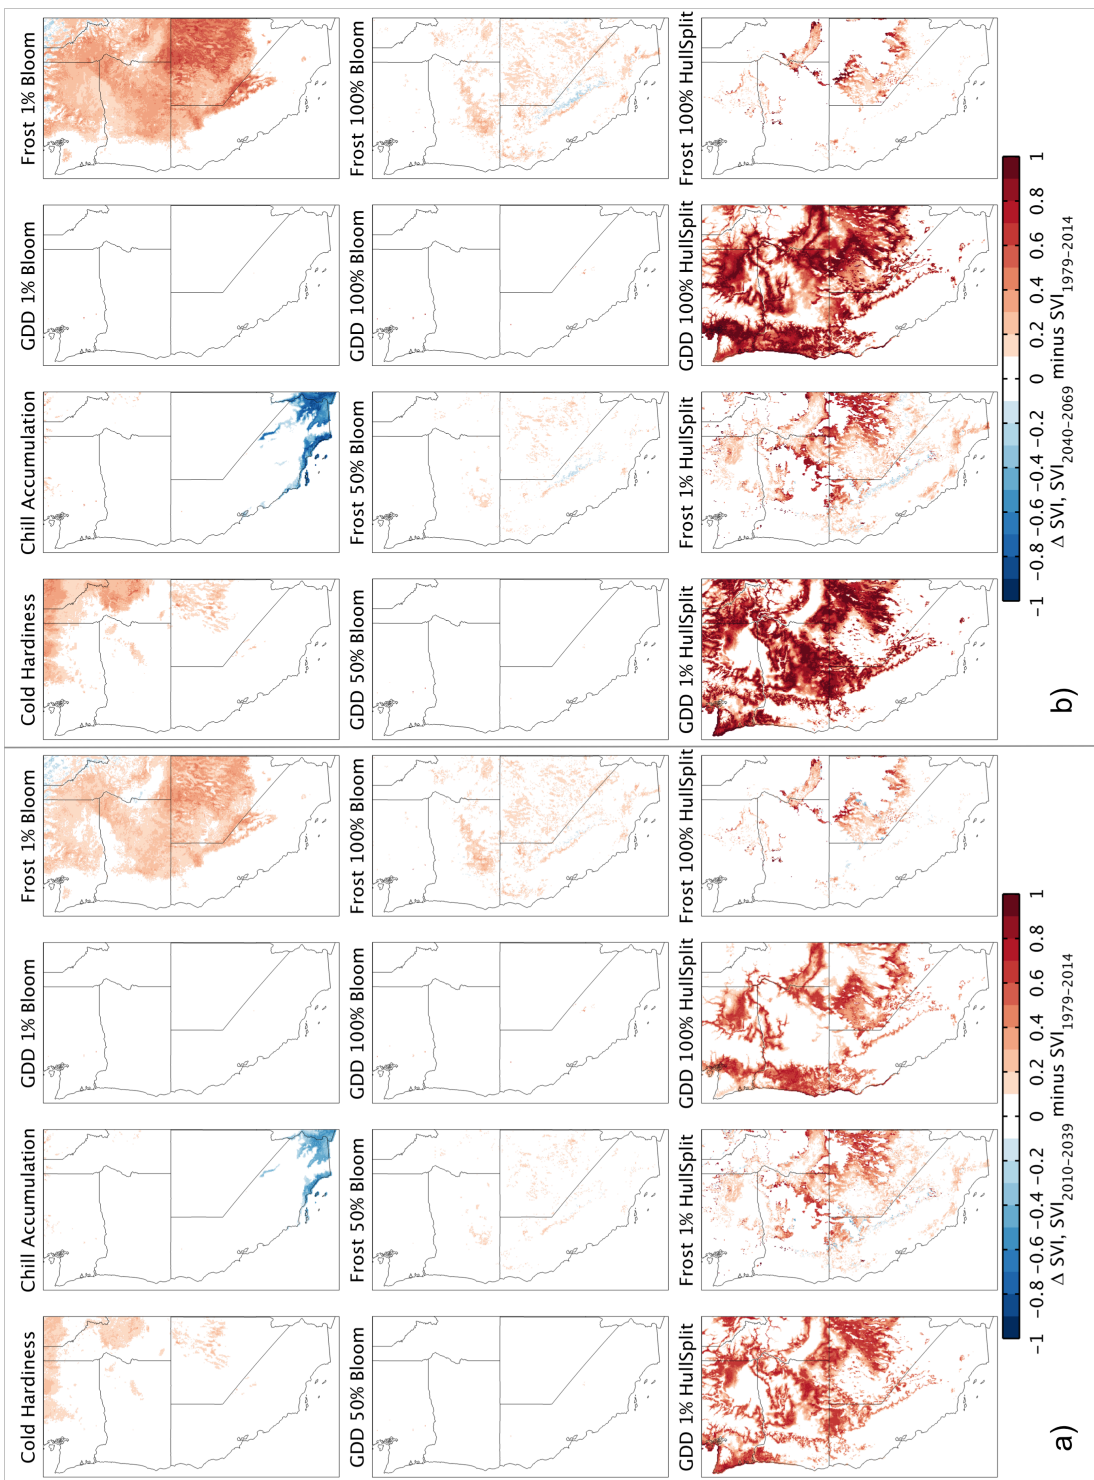 Cold Hardiness
Chill Accumulation
GDD 1% Bloom
Frost 1% Bloom
GDD 50% Bloom
Frost 50% Bloom
GDD 100% Bloom
Frost 100% Bloom
GDD 1% HullSplit
Frost 1% HullSplit
GDD 100% HullSplit
Frost 100% HullSplit
−1 −0.8 −0.6 −0.4 −0.2 0 0.2 0.4 0.6 0.8 1
Δ SVI, SVI2010–2039 minus SVI1979–2014
a)
Cold Hardiness
Chill Accumulation
GDD 1% Bloom
Frost 1% Bloom
GDD 50% Bloom
Frost 50% Bloom
GDD 100% Bloom
Frost 100% Bloom
GDD 1% HullSplit
Frost 1% HullSplit
GDD 100% HullSplit
Frost 100% HullSplit
−1 −0.8 −0.6 −0.4 −0.2 0 0.2 0.4 0.6 0.8 1
Δ SVI, SVI2040–2069 minus SVI1979–2014
b)